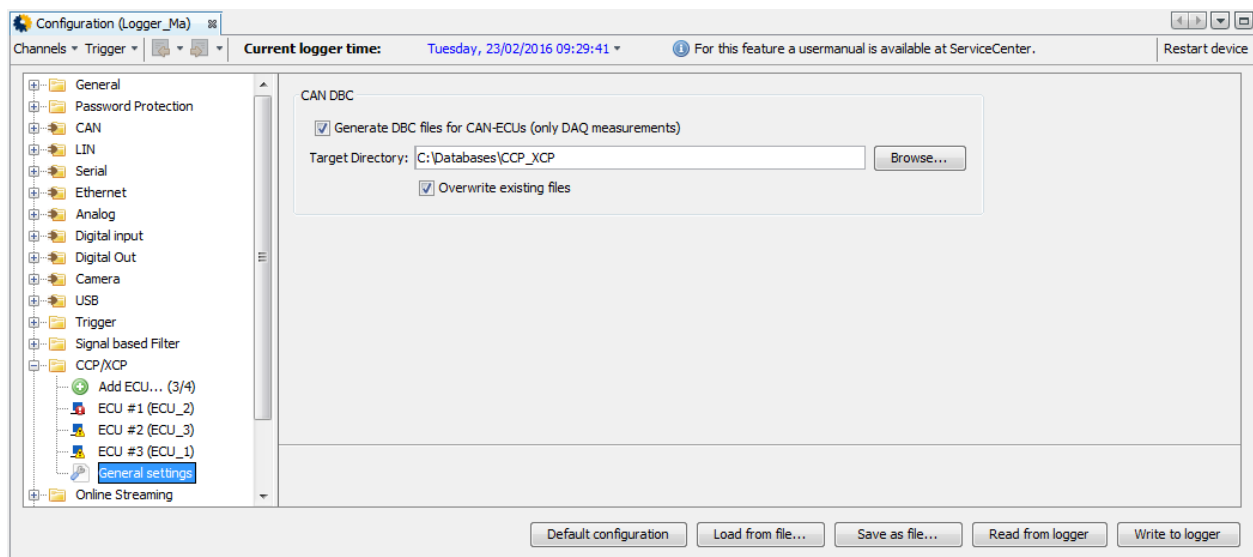 Configuration (Logger_Ma)
Channels Trigger Current logger time: Tuesday, 23/02/2016 09:29:41 For this feature a usermanual is available at ServiceCenter. Restart device
General
Password Protection
CAN
LIN
Serial
Ethernet
Analog
Digital input
Digital Out
Camera
USB
Trigger
Signal based Filter
CCP/XCP
Add ECU... (3/4)
ECU #1 (ECU_2)
ECU #2 (ECU_3)
ECU #3 (ECU_1)
General settings
Online Streaming
CAN DBC
Generate DBC files for CAN-ECUs (only DAQ measurements)
Target Directory: C:\Databases\CCP_XCP Browse...
Overwrite existing files
Default configuration Load from file... Save as file... Read from logger Write to logger